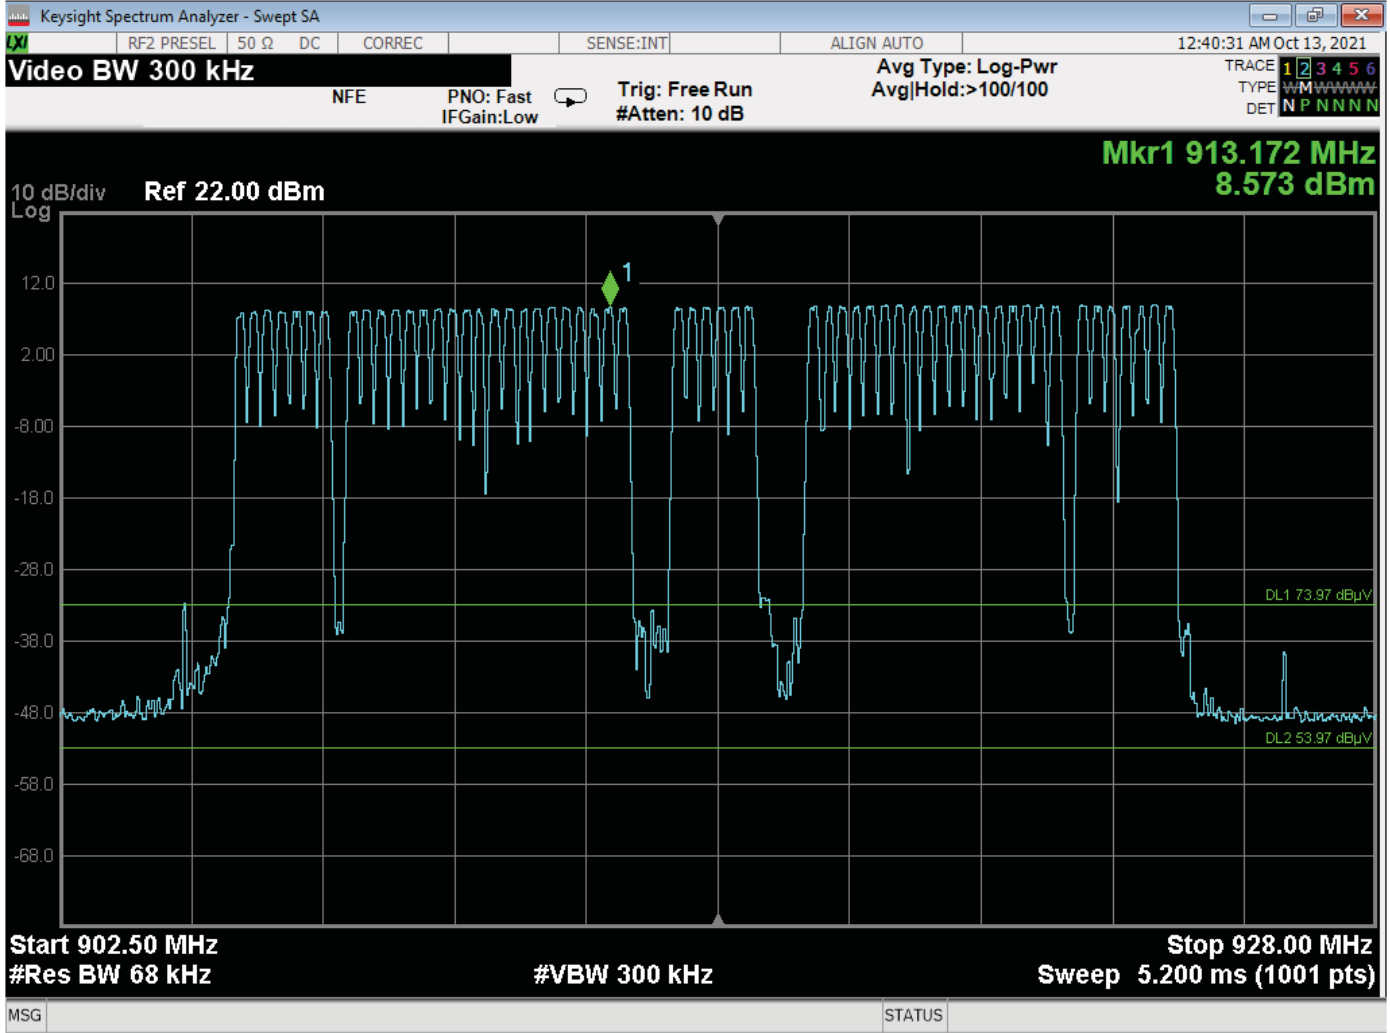 Keysight Spectrum Analyzer - Swept SA
LXI RF2 PRESEL 50 Ω DC CORREC SENSE:INT ALIGN AUTO 12:40:31 AM Oct 13, 2021
Video BW 300 kHz
NFE
PNO: Fast
IFGain:Low
Trig: Free Run
#Atten: 10 dB
Avg Type: Log-Pwr
Avg|Hold:>100/100
TRACE 1 2 3 4 5 6
TYPE WMWWWW
DET N P N N N N
Mkr1 913.172 MHz
8.573 dBm
10 dB/div
Log
Ref 22.00 dBm
1
12.0
2.00
-8.00
-18.0
-28.0
DL1 73.97 dBµV
-38.0
-48.0
DL2 53.97 dBµV
-58.0
-68.0
Start 902.50 MHz
Stop 928.00 MHz
#Res BW 68 kHz
#VBW 300 kHz
Sweep 5.200 ms (1001 pts)
MSG
STATUS